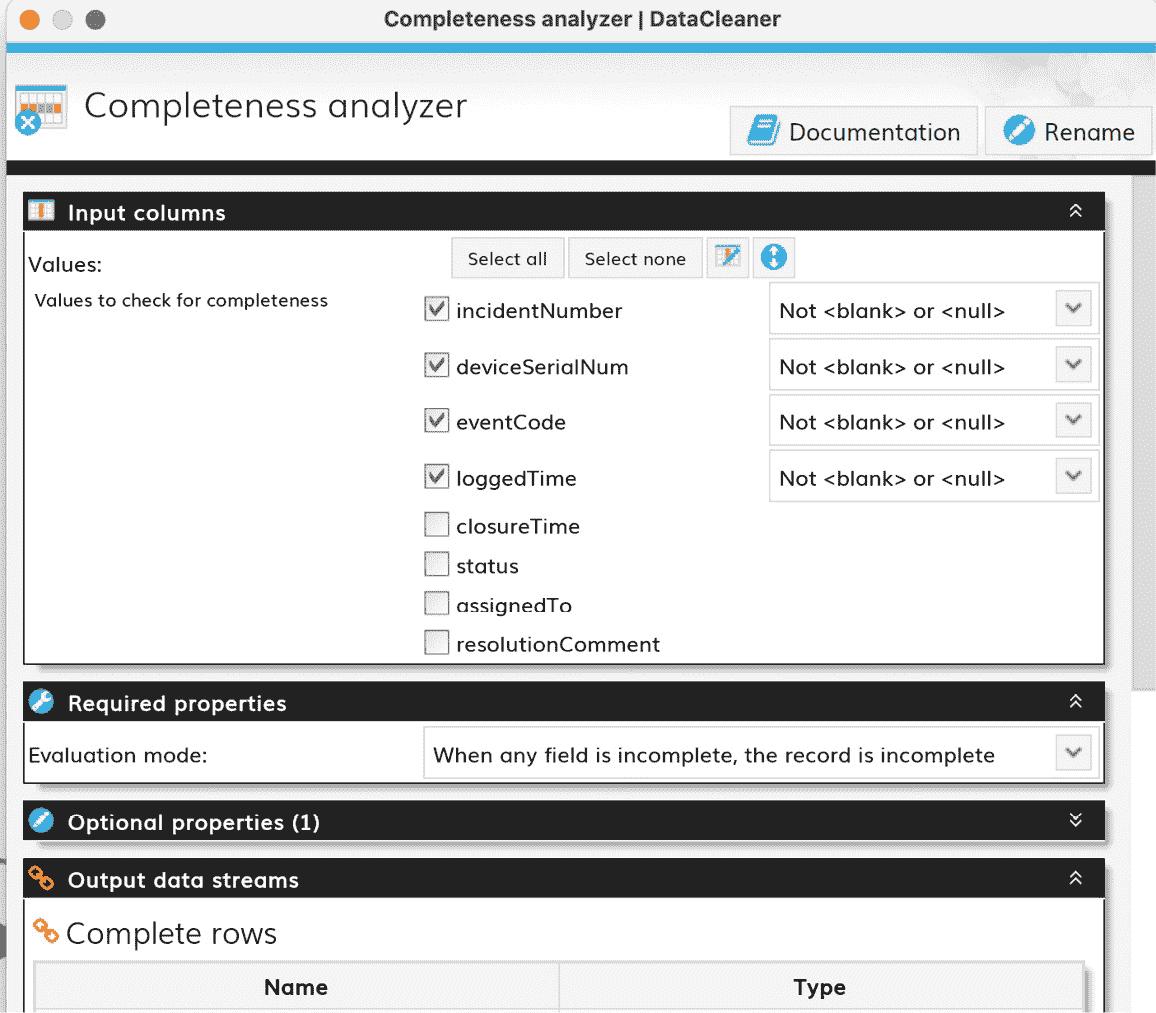 Completeness analyzer | DataCleaner
Completeness analyzer
Documentation
Rename
Input columns
Values:
Select all
Select none
Values to check for completeness
incidentNumber
Not <blank> or <null>
deviceSerialNum
Not <blank> or <null>
eventCode
Not <blank> or <null>
loggedTime
Not <blank> or <null>
closureTime
status
assignedTo
resolutionComment
Required properties
Evaluation mode:
When any field is incomplete, the record is incomplete
Optional properties (1)
Output data streams
Complete rows
Name
Type